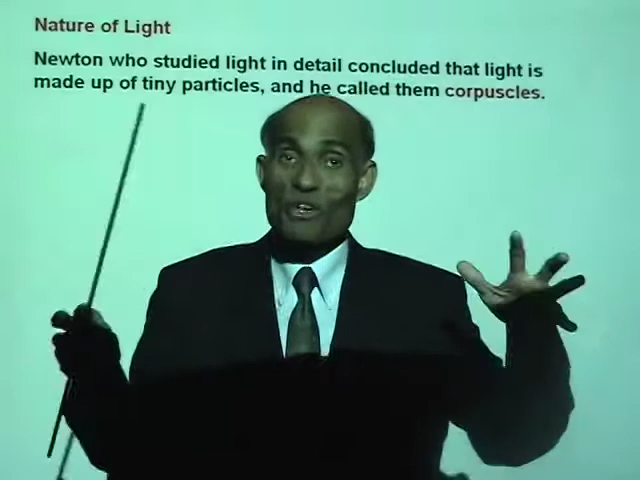 Nature of Light
Newton who studied light in detail concluded that light is
made up of tiny particles, and he called them corpuscles.